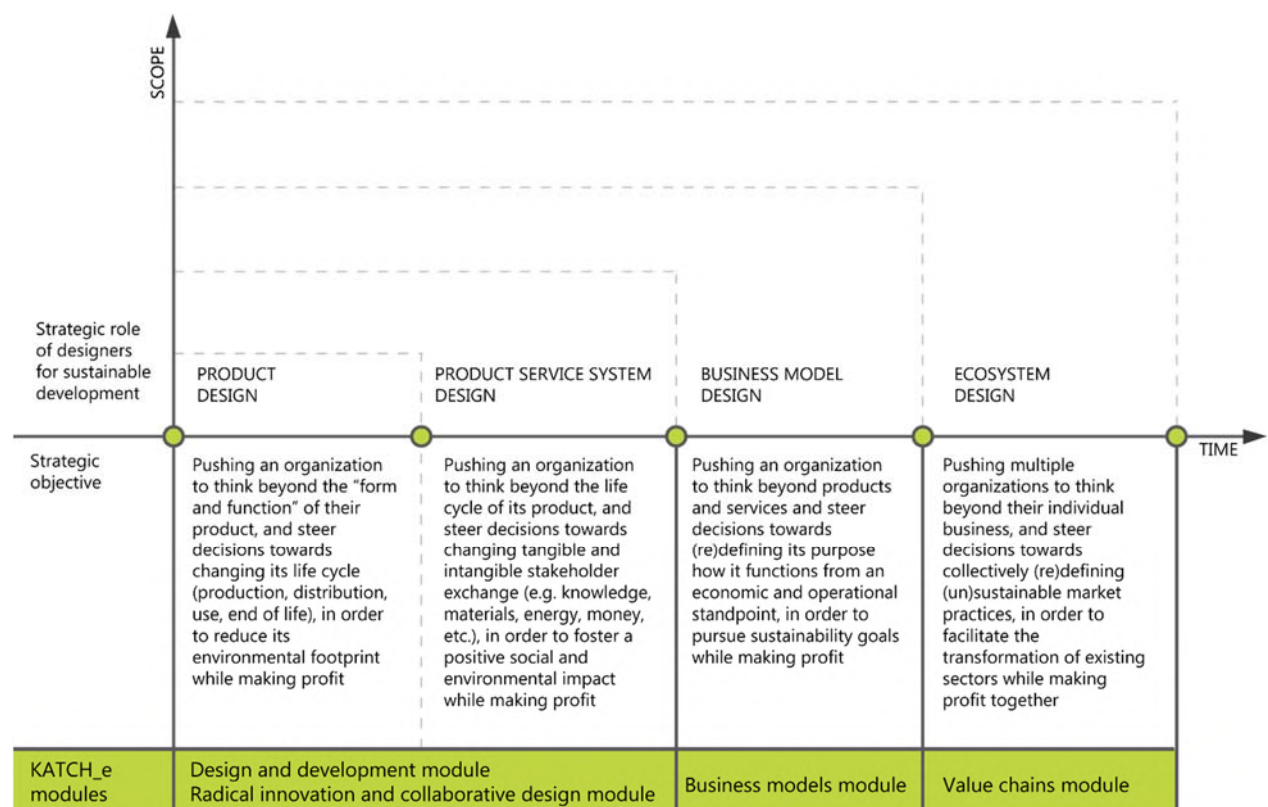 SCOPE
Strategic role
of designers
for sustainable
development
PRODUCT
DESIGN
PRODUCT SERVICE SYSTEM
DESIGN
BUSINESS MODEL
DESIGN
ECOSYSTEM
DESIGN
TIME
Strategic
objective
Pushing an organization
to think beyond the “form
and function” of their
product, and steer
decisions towards
changing its life cycle
(production, distribution,
use, end of life), in order
to reduce its
environmental footprint
while making profit
Pushing an organization
to think beyond the life
cycle of its product, and
steer decisions towards
changing tangible and
intangible stakeholder
exchange (e.g. knowledge,
materials, energy, money,
etc.), in order to foster a
positive social and
environmental impact
while making profit
Pushing an organization
to think beyond products
and services and steer
decisions towards
(re)defining its purpose
how it functions from an
economic and operational
standpoint, in order to
pursue sustainability goals
while making profit
Pushing multiple
organizations to think
beyond their individual
business, and steer
decisions towards
collectively (re)defining
(un)sustainable market
practices, in order to
facilitate the
transformation of existing
sectors while making
profit together
KATCH_e
modules
Design and development module
Radical innovation and collaborative design module
Business models module
Value chains module